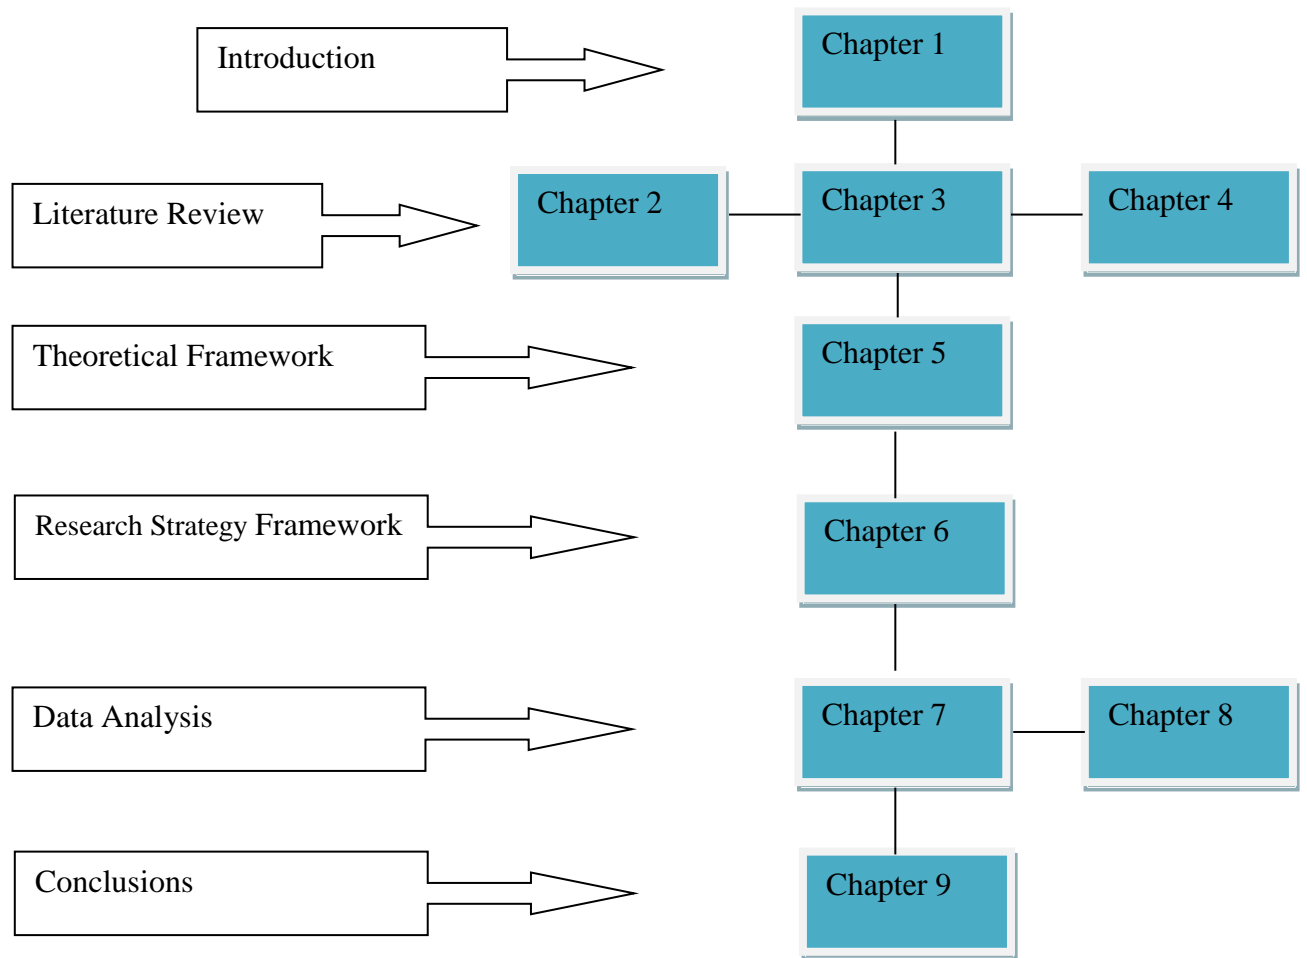 Introduction
Chapter 1
Literature Review
Chapter 2
Chapter 3
Chapter 4
Theoretical Framework
Chapter 5
Research Strategy Framework
Chapter 6
Data Analysis
Chapter 7
Chapter 8
Conclusions
Chapter 9